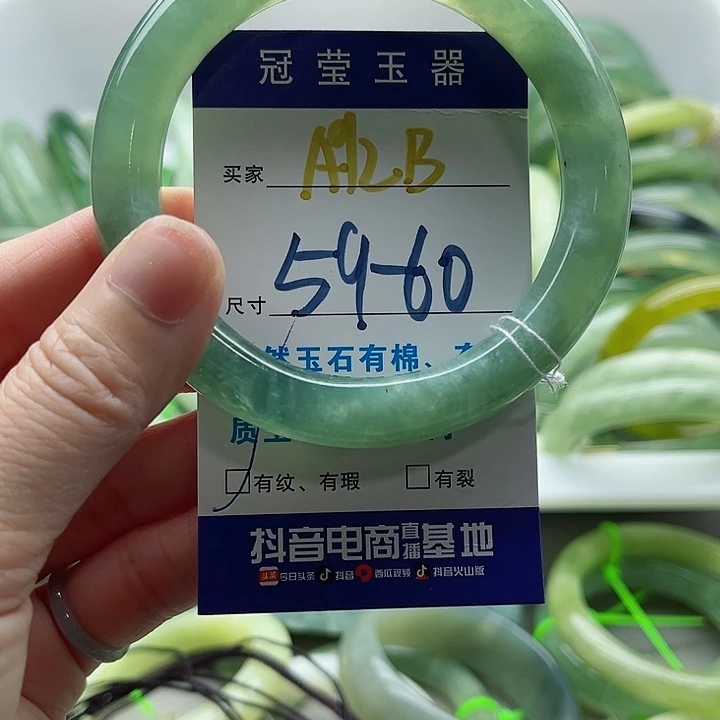 冠莹玉器
买家 A92B
尺寸 59-60
然玉石有棉、
质
有纹、有瑕 有裂
抖音电商直播基地
今日头条 抖音 西瓜视频 抖音火山版